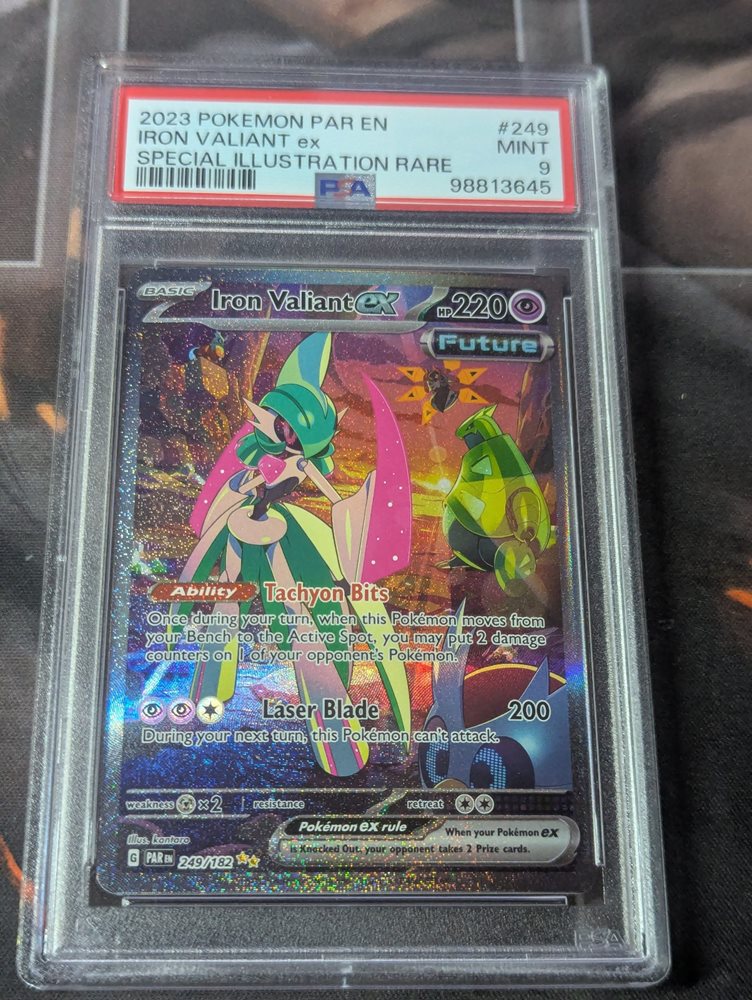 2023 POKEMON PAR EN #249
IRON VALIANT ex MINT
SPECIAL ILLUSTRATION RARE 9
PSA 98813645
BASIC Iron Valiant ex HP 220
Future
Ability Tachyon Bits
Once during your turn, when this Pokémon moves from
your Bench to the Active Spot, you may put 2 damage
counters on 1 of your opponent's Pokémon.
Laser Blade 200
During your next turn, this Pokémon can't attack.
weakness ×2 resistance retreat
Pokémon ex rule When your Pokémon ex
is Knocked Out, your opponent takes 2 Prize cards.
Illus. kantaro
G PAR EN 249/182
PSA